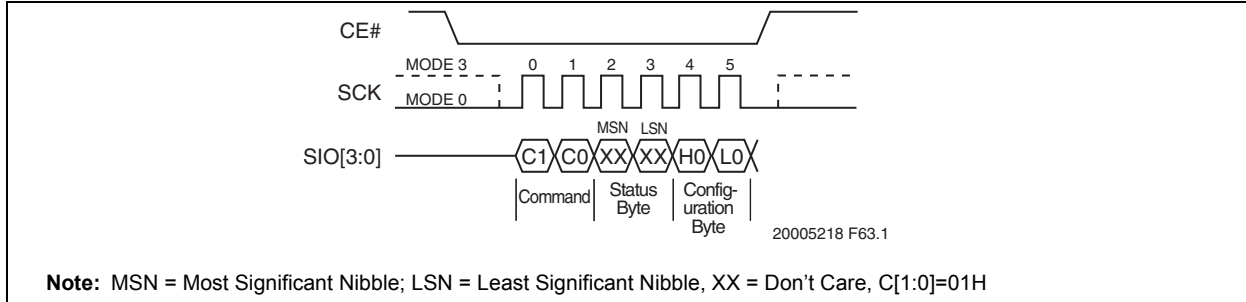 CE#
MODE 3 0 1 2 3 4 5
SCK
MODE 0
MSN LSN
SIO[3:0] C1 C0 XX XX H0 L0
Command Status Byte Config-uration Byte
20005218 F63.1
Note: MSN = Most Significant Nibble; LSN = Least Significant Nibble, XX = Don't Care, C[1:0]=01H